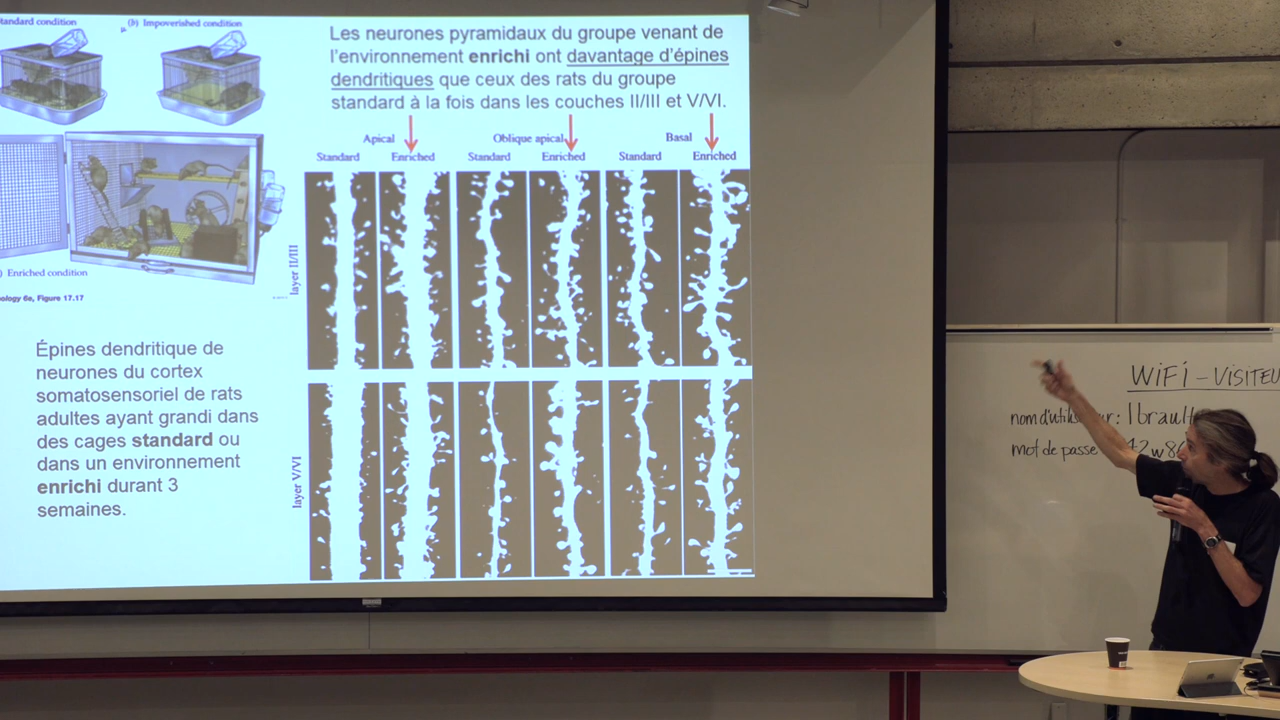 tandard condition
(b) Impoverished condition
) Enriched condition
ology 6e, Figure 17.17
Les neurones pyramidaux du groupe venant de
l'environnement enrichi ont davantage d'épines
dendritiques que ceux des rats du groupe
standard à la fois dans les couches II/III et V/VI.
Apical
Oblique apical
Basal
Standard
Enriched
Standard
Enriched
Standard
Enriched
layer II/III
layer V/VI
Épines dendritique de
neurones du cortex
somatosensoriel de rats
adultes ayant grandi dans
des cages standard ou
dans un environnement
enrichi durant 3
semaines.
WiFi - VISITEU
nom d'utilisateur : Ibrault
mot de passe